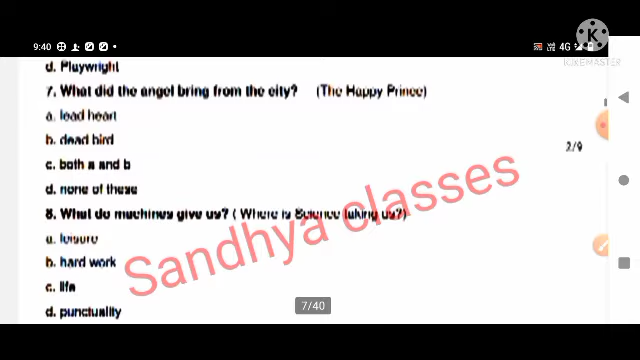 9:40
4G
K
KINEMASTER
d. Playwright
7. What did the angel bring from the city? (The Happy Prince)
a. lead heart
b. dead bird
c. both a and b
2/9
d. none of these
8. What do machines give us? ( Where is Science taking us?)
a. leisure
b. hard work
c. life
d. punctuality
Sandhya classes
7/40